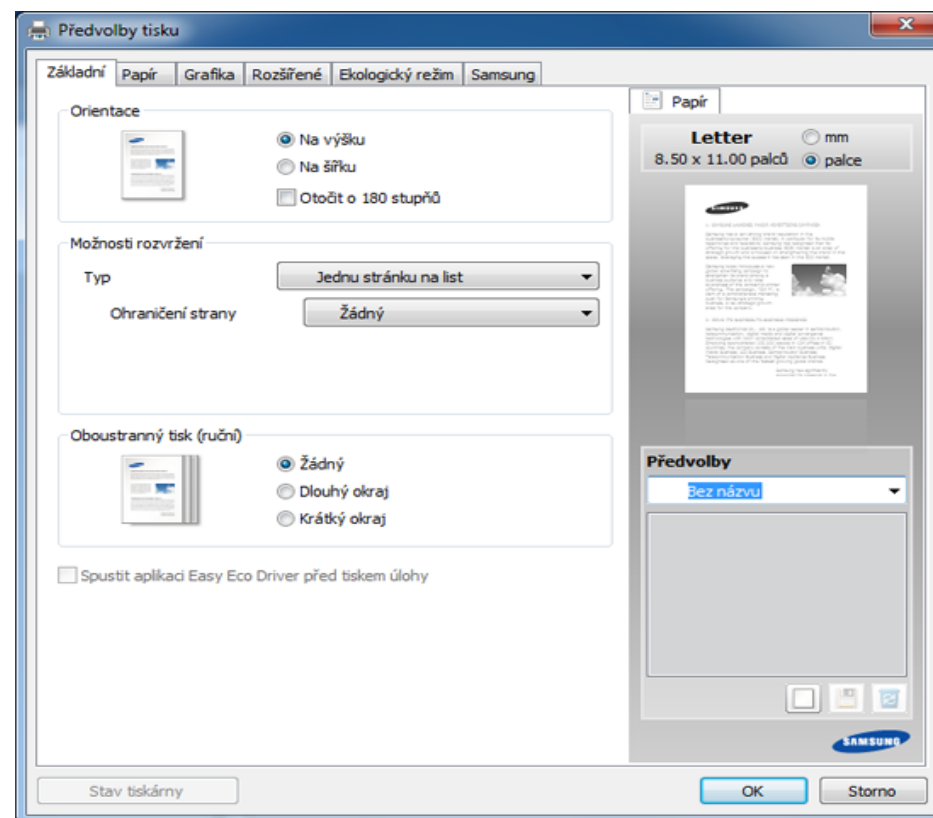 Předvolby tisku
Základní Papír Grafika Rozšířené Ekologický režim Samsung
Orientace
Na výšku
Na šířku
Otočit o 180 stupňů
Možnosti rozvržení
Typ Jednu stránku na list
Ohraničení strany Žádný
Oboustranný tisk (ruční)
Žádný
Dlouhý okraj
Krátký okraj
Spustit aplikaci Easy Eco Driver před tiskem úlohy
Papír
Letter mm
8.50 x 11.00 palců palce
Předvolby
Bez názvu
SAMSUNG
Stav tiskárny OK Storno